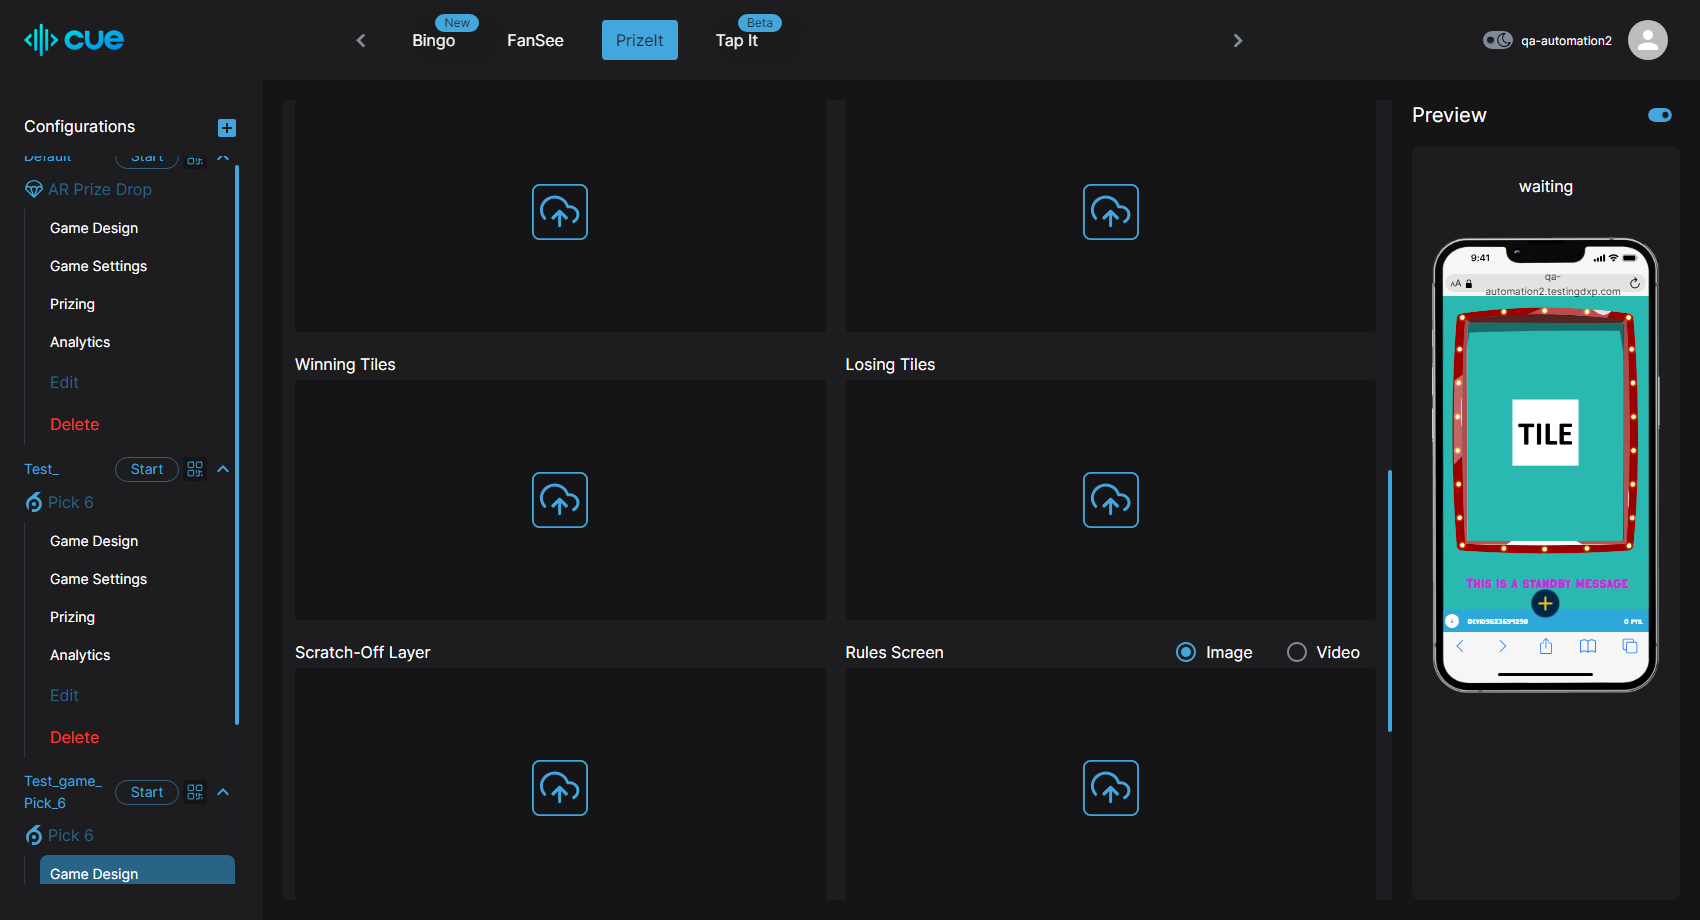 cue
New
Bingo
FanSee
PrizeIt
Beta
Tap It
qa-automation2
Configurations
Default
Start
AR Prize Drop
Game Design
Game Settings
Prizing
Analytics
Edit
Delete
Test_
Start
Pick 6
Game Design
Game Settings
Prizing
Analytics
Edit
Delete
Test_game_
Pick_6
Start
Pick 6
Game Design
Winning Tiles
Losing Tiles
Scratch-Off Layer
Rules Screen
Image
Video
Preview
waiting
9:41
AA
qa-
automation2.testingdxp.com
TILE
THIS IS A STANDBY MESSAGE
0 PTS.